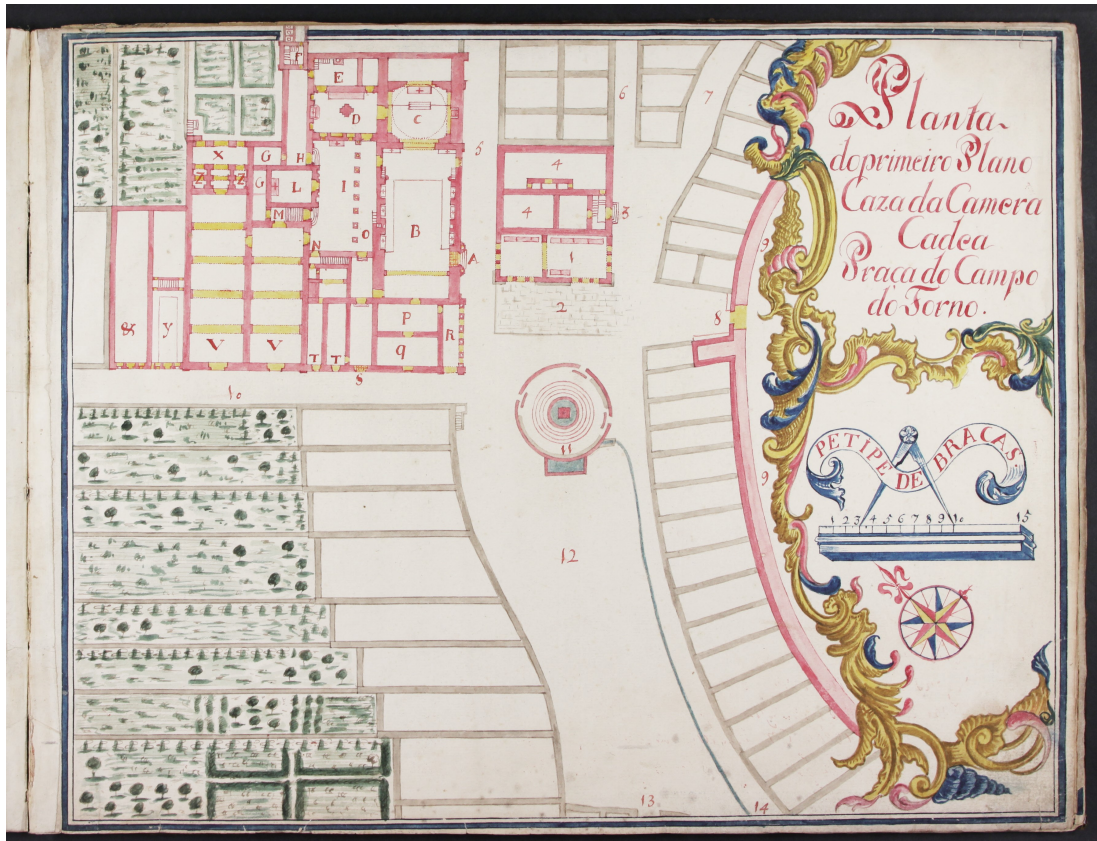 Planta
do primeiro Plano
Caza da Camera
Cadea
Praca do Campo
do Forno.
PETIPE DE BRACAS
1 2 3 4 5 6 7 8 9 10 15
r
E
D
C
6
7
5
X
G
H
4
Z Z
G
L
I
4
3
M
B
9
N
O
A
1
2
8
&
y
P
R
V
V
T
T
q
S
10
11
9
12
13
14